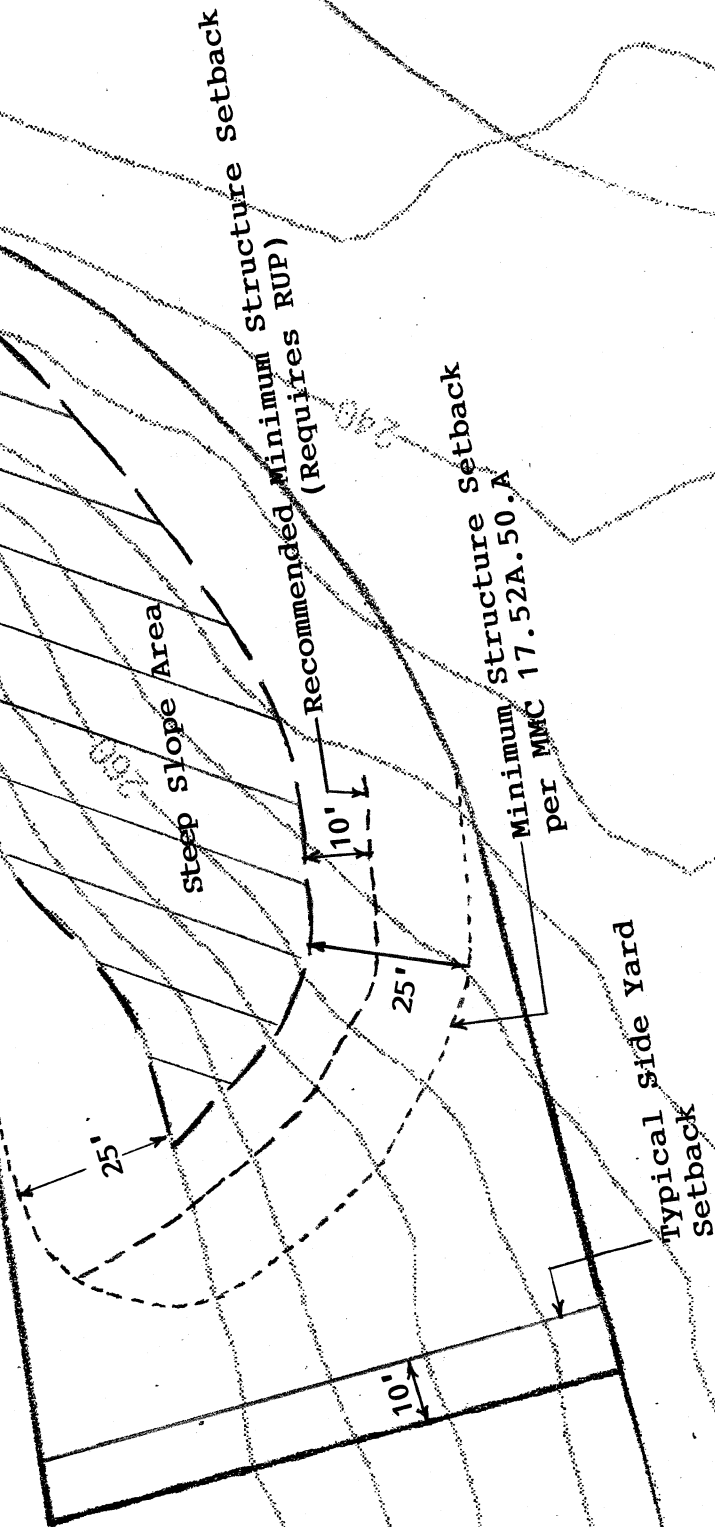 Recommended Minimum Structure Setback
(Requires RUP)
240
Steep Slope Area
260
10'
25'
Minimum Structure Setback
per MMC 17.52A.50.A
25'
Typical Side Yard
Setback
10'